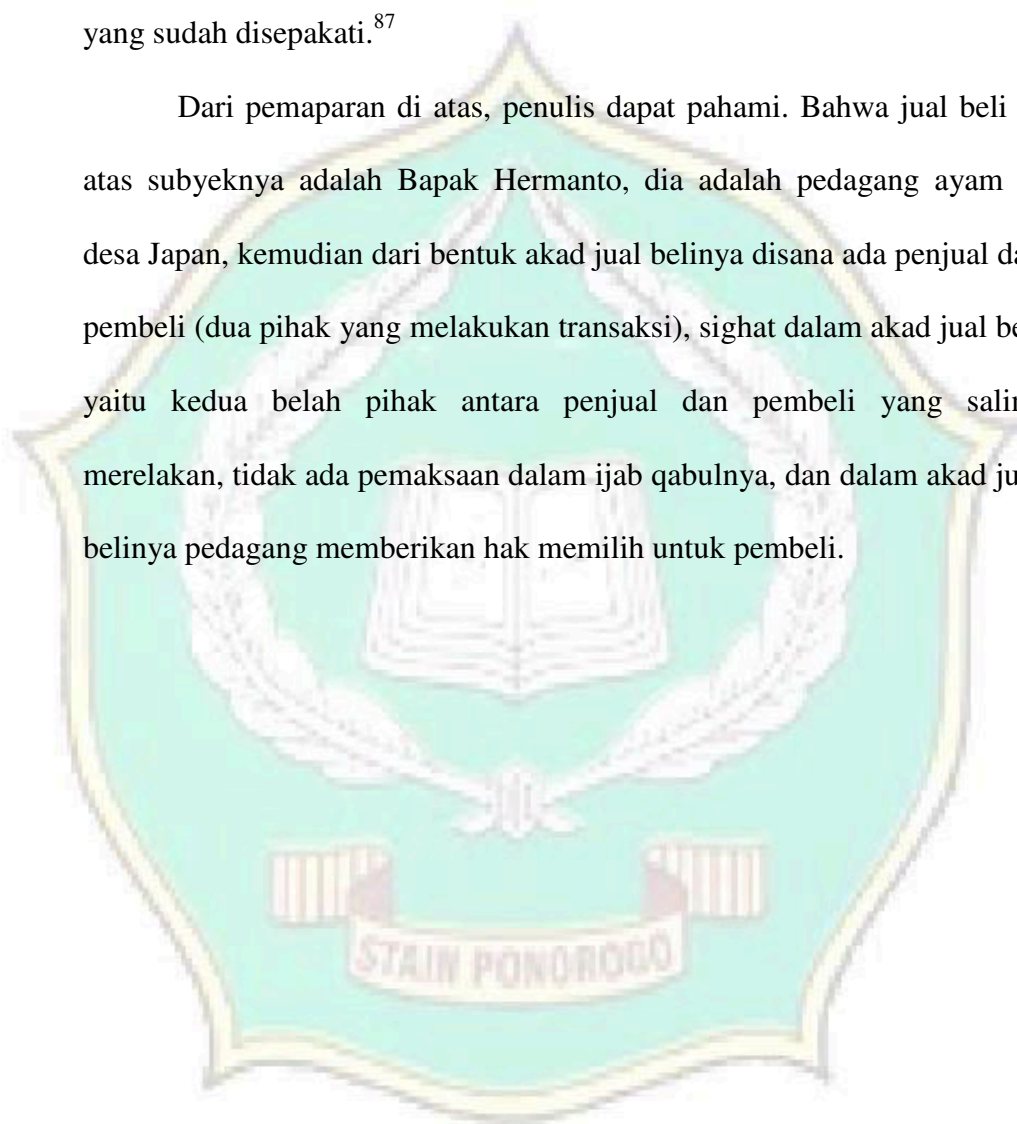 yang sudah disepakati.87
Dari pemaparan di atas, penulis dapat pahami. Bahwa jual beli
atas subyeknya adalah Bapak Hermanto, dia adalah pedagang ayam
desa Japan, kemudian dari bentuk akad jual belinya disana ada penjual da
pembeli (dua pihak yang melakukan transaksi), sighat dalam akad jual be
yaitu kedua belah pihak antara penjual dan pembeli yang salin
merelakan, tidak ada pemaksaan dalam ijab qabulnya, dan dalam akad ju
belinya pedagang memberikan hak memilih untuk pembeli.
STAIN PONOROGO